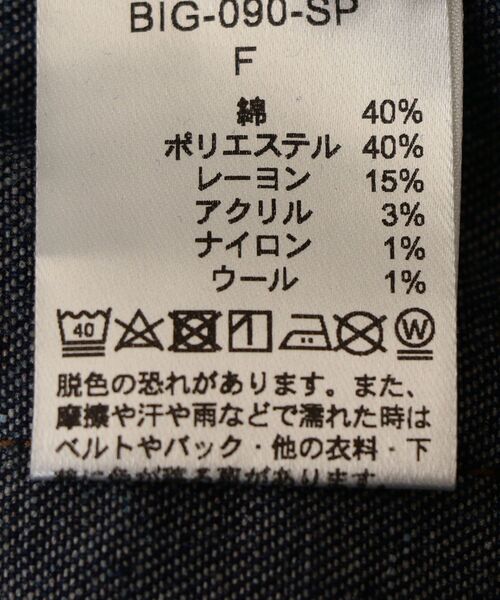 BIG-090-SP
F
綿 40%
ポリエステル 40%
レーヨン 15%
アクリル 3%
ナイロン 1%
ウール 1%
40 W
脱色の恐れがあります。また、
摩擦や汗や雨などで濡れた時は
ベルトやバック・他の衣料・下